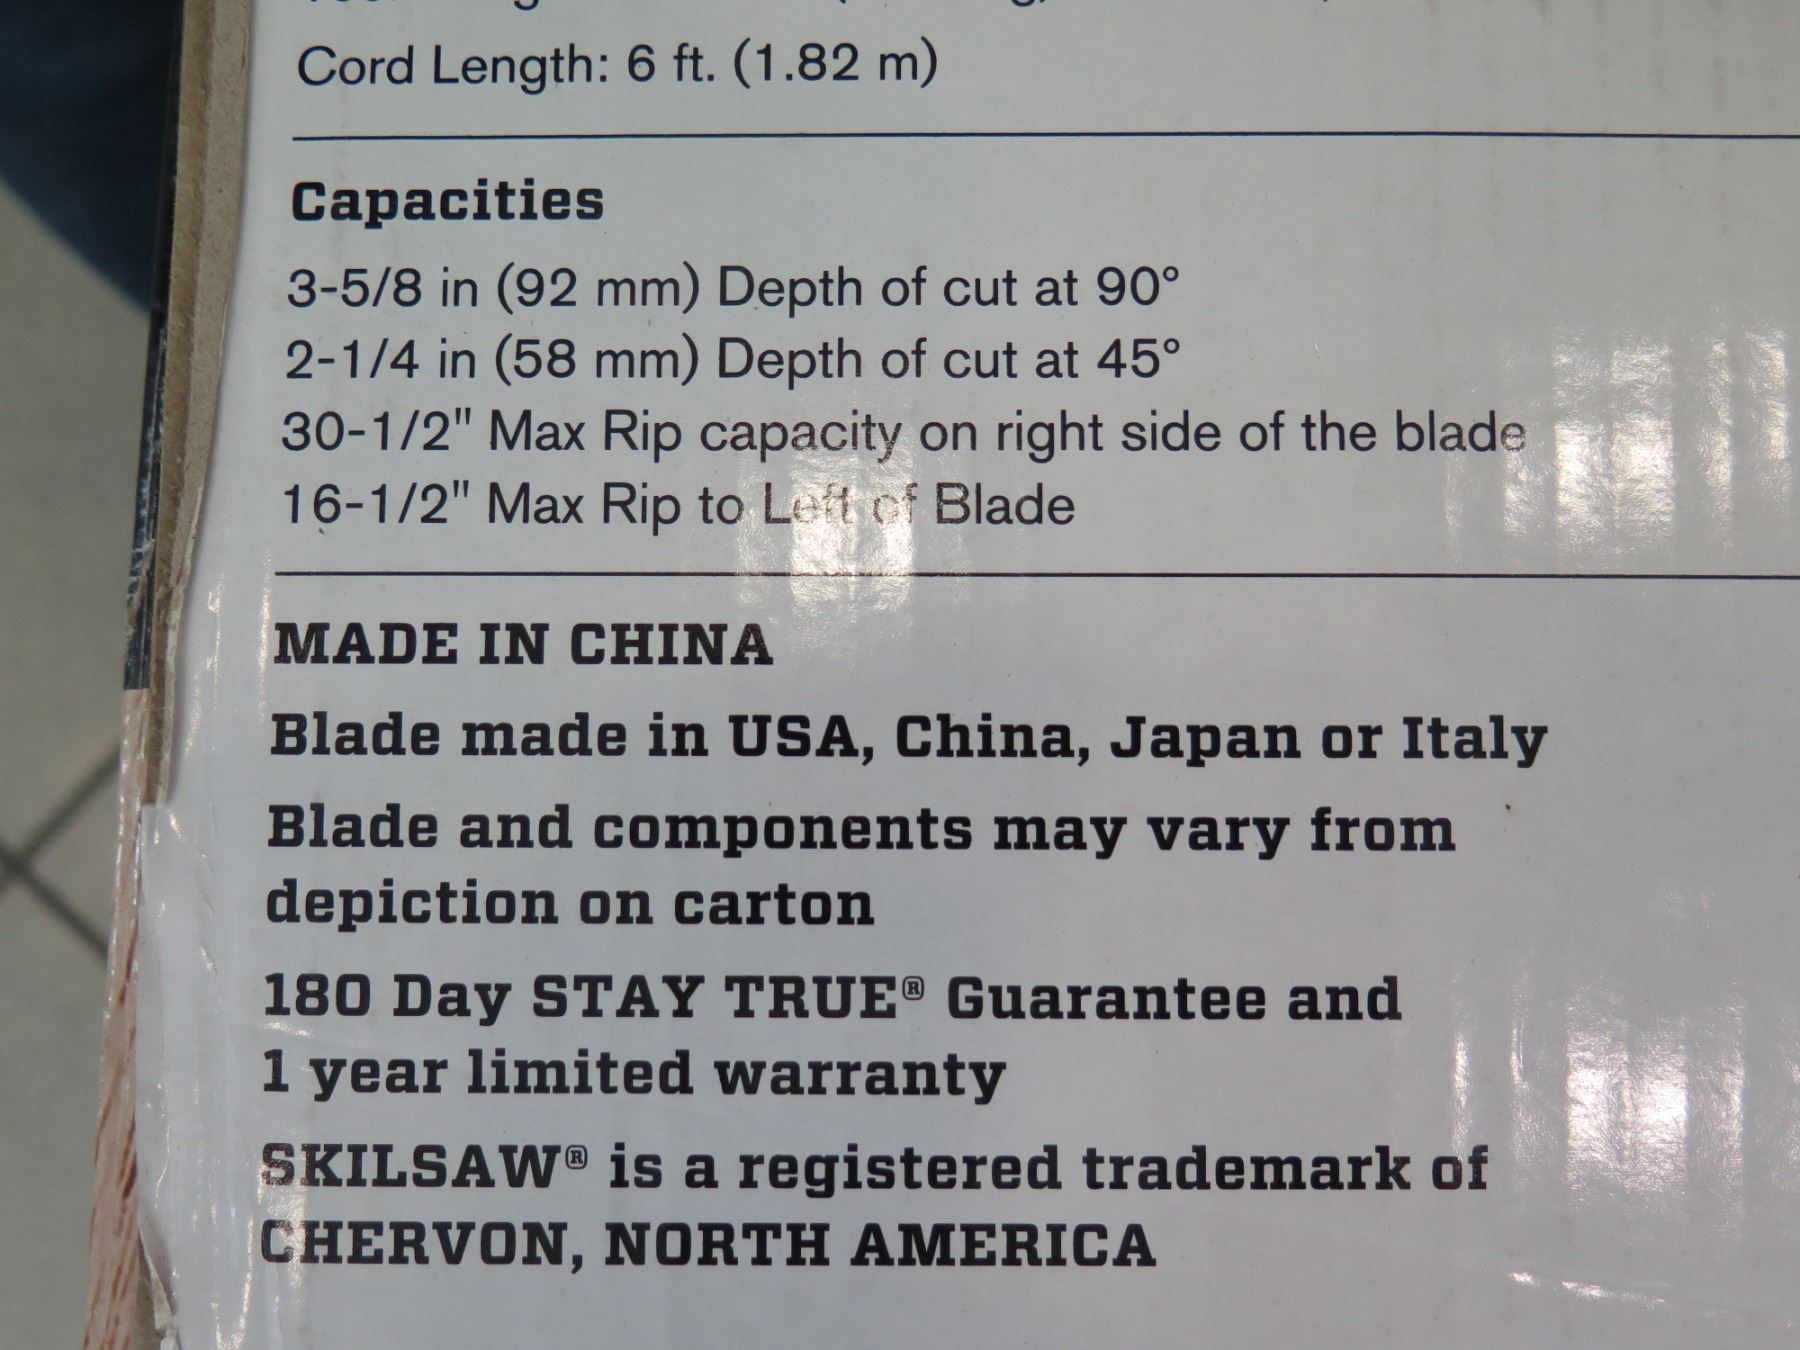 Cord Length: 6 ft. (1.82 m)
Capacities
3-5/8 in (92 mm) Depth of cut at 90°
2-1/4 in (58 mm) Depth of cut at 45°
30-1/2" Max Rip capacity on right side of the blade
16-1/2" Max Rip to Left of Blade
MADE IN CHINA
Blade made in USA, China, Japan or Italy
Blade and components may vary from
depiction on carton
180 Day STAY TRUE® Guarantee and
1 year limited warranty
SKILSAW® is a registered trademark of
CHERVON, NORTH AMERICA